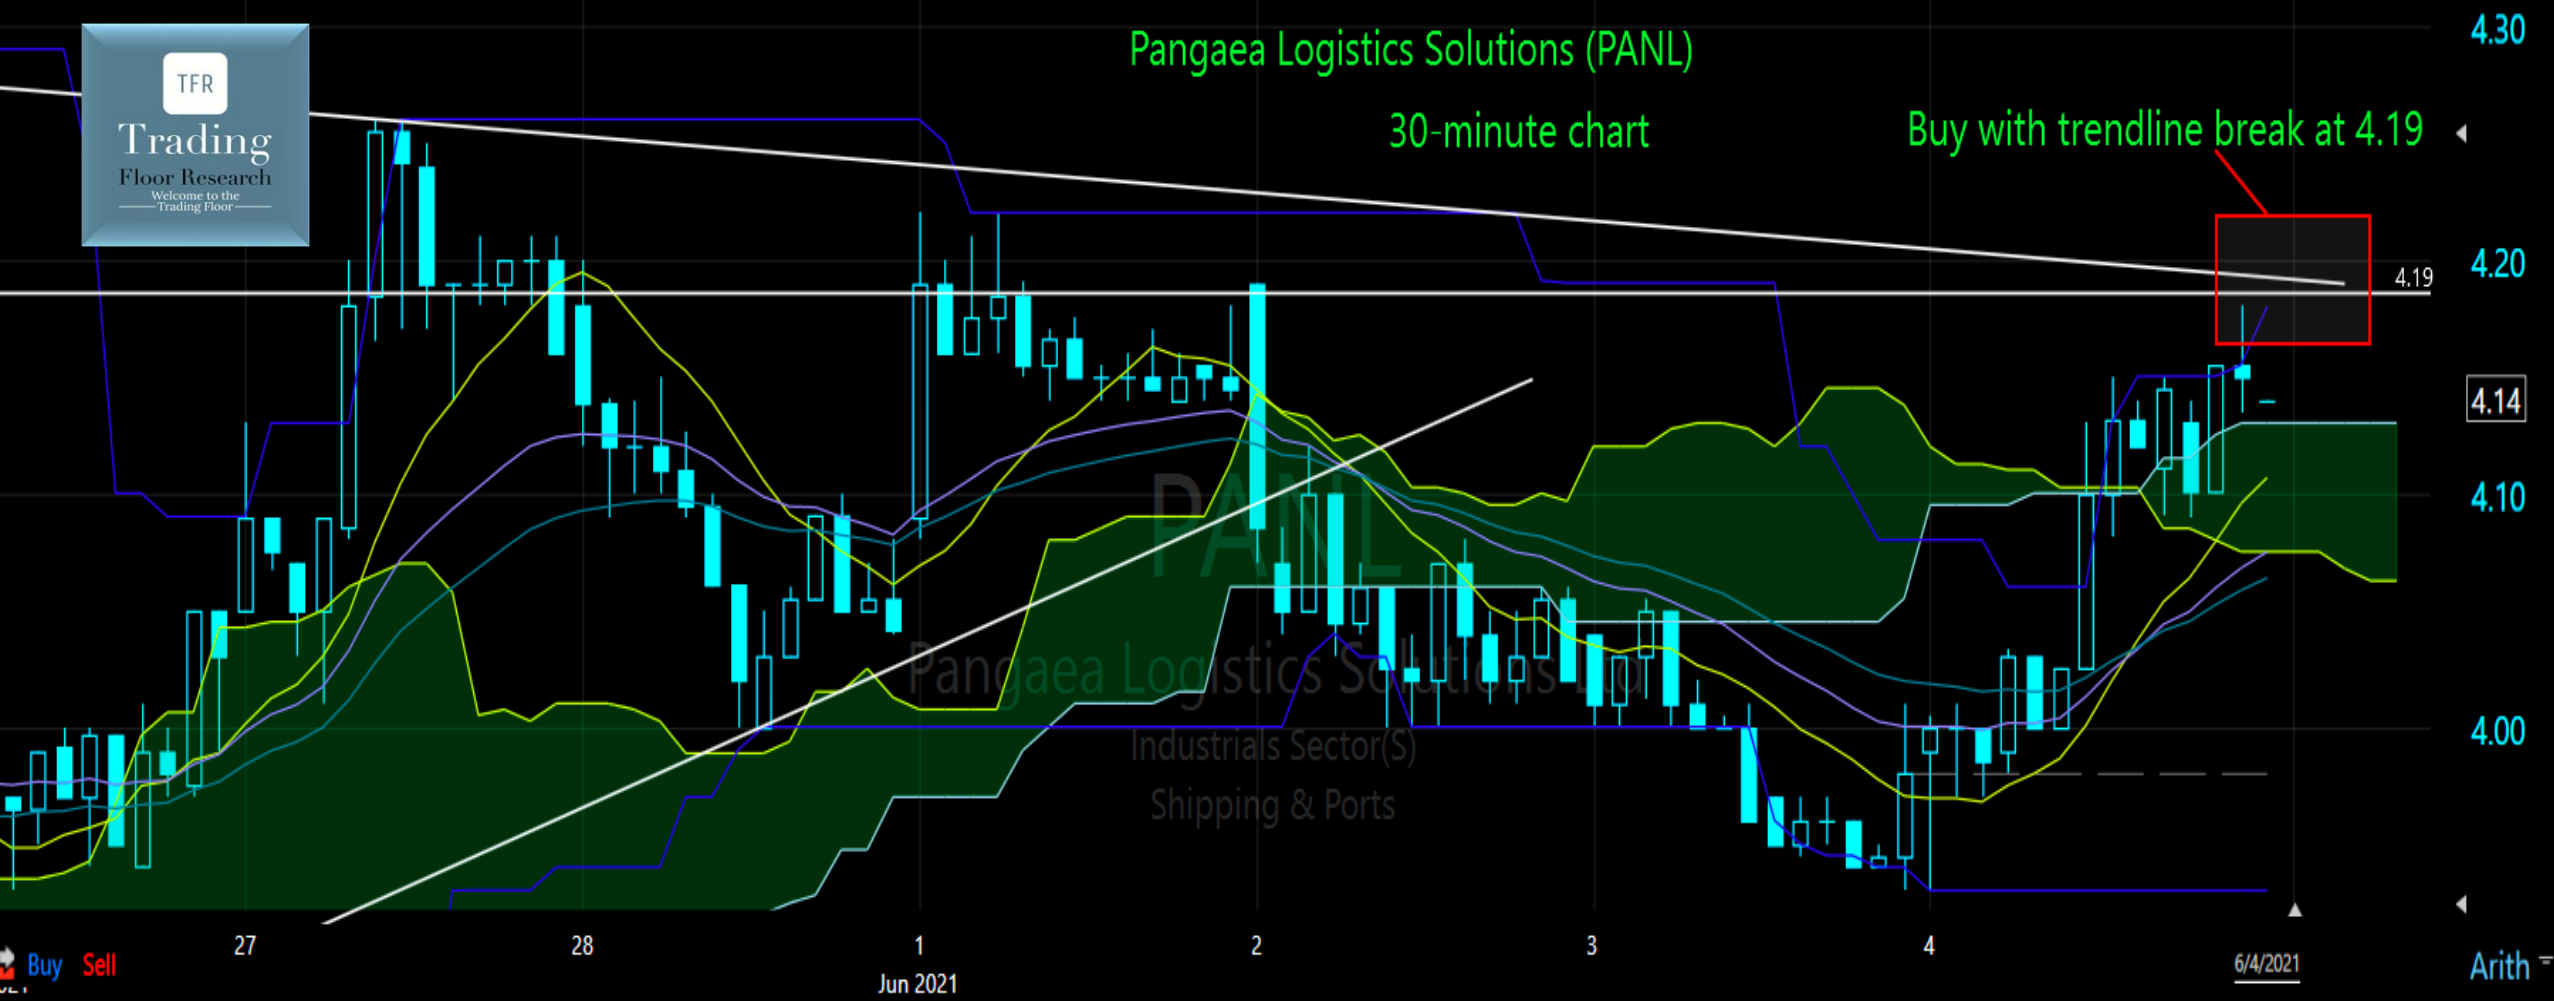 TFR
Trading
Floor Research
Welcome to the
Trading Floor
Pangaea Logistics Solutions (PANL)
30-minute chart
Buy with trendline break at 4.19
4.30
4.20
4.19
4.14
4.10
4.00
PANL
Pangaea Logistics Solutions Ltd
Industrials Sector(S)
Shipping & Ports
27
28
1
2
3
4
Jun 2021
6/4/2021
Buy Sell
Arith